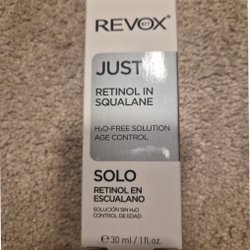 REVOX
JUST
RETINOL IN
SQUALANE
H₂O-FREE SOLUTION
AGE CONTROL
SOLO
RETINOL EN
ESCUALANO
SOLUCIÓN SIN H₂O
CONTROL DE EDAD
e 30 ml / 1 fl.oz.